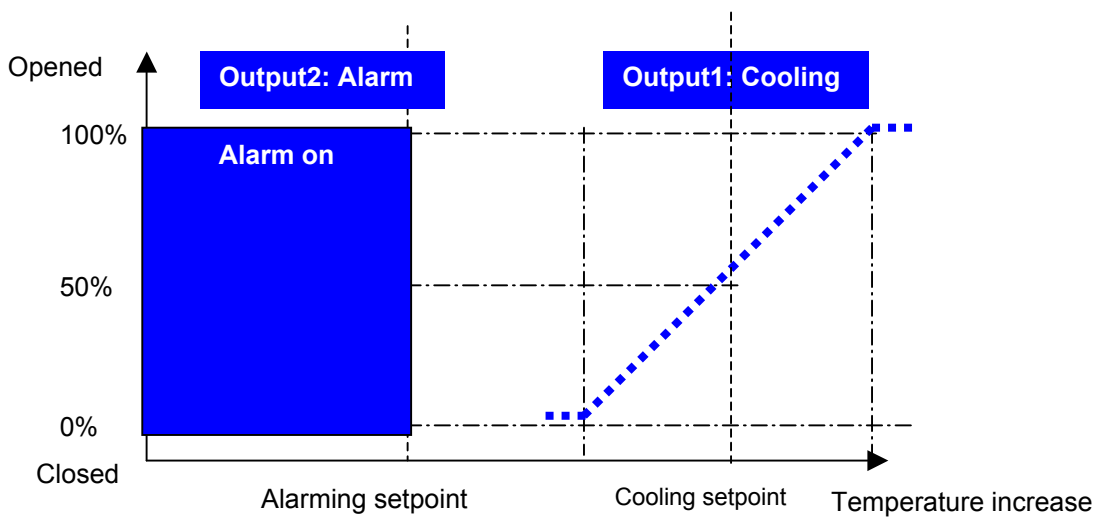 Opened
Output2: Alarm
Output1: Cooling
100%
Alarm on
50%
0%
Closed
Alarming setpoint
Cooling setpoint
Temperature increase